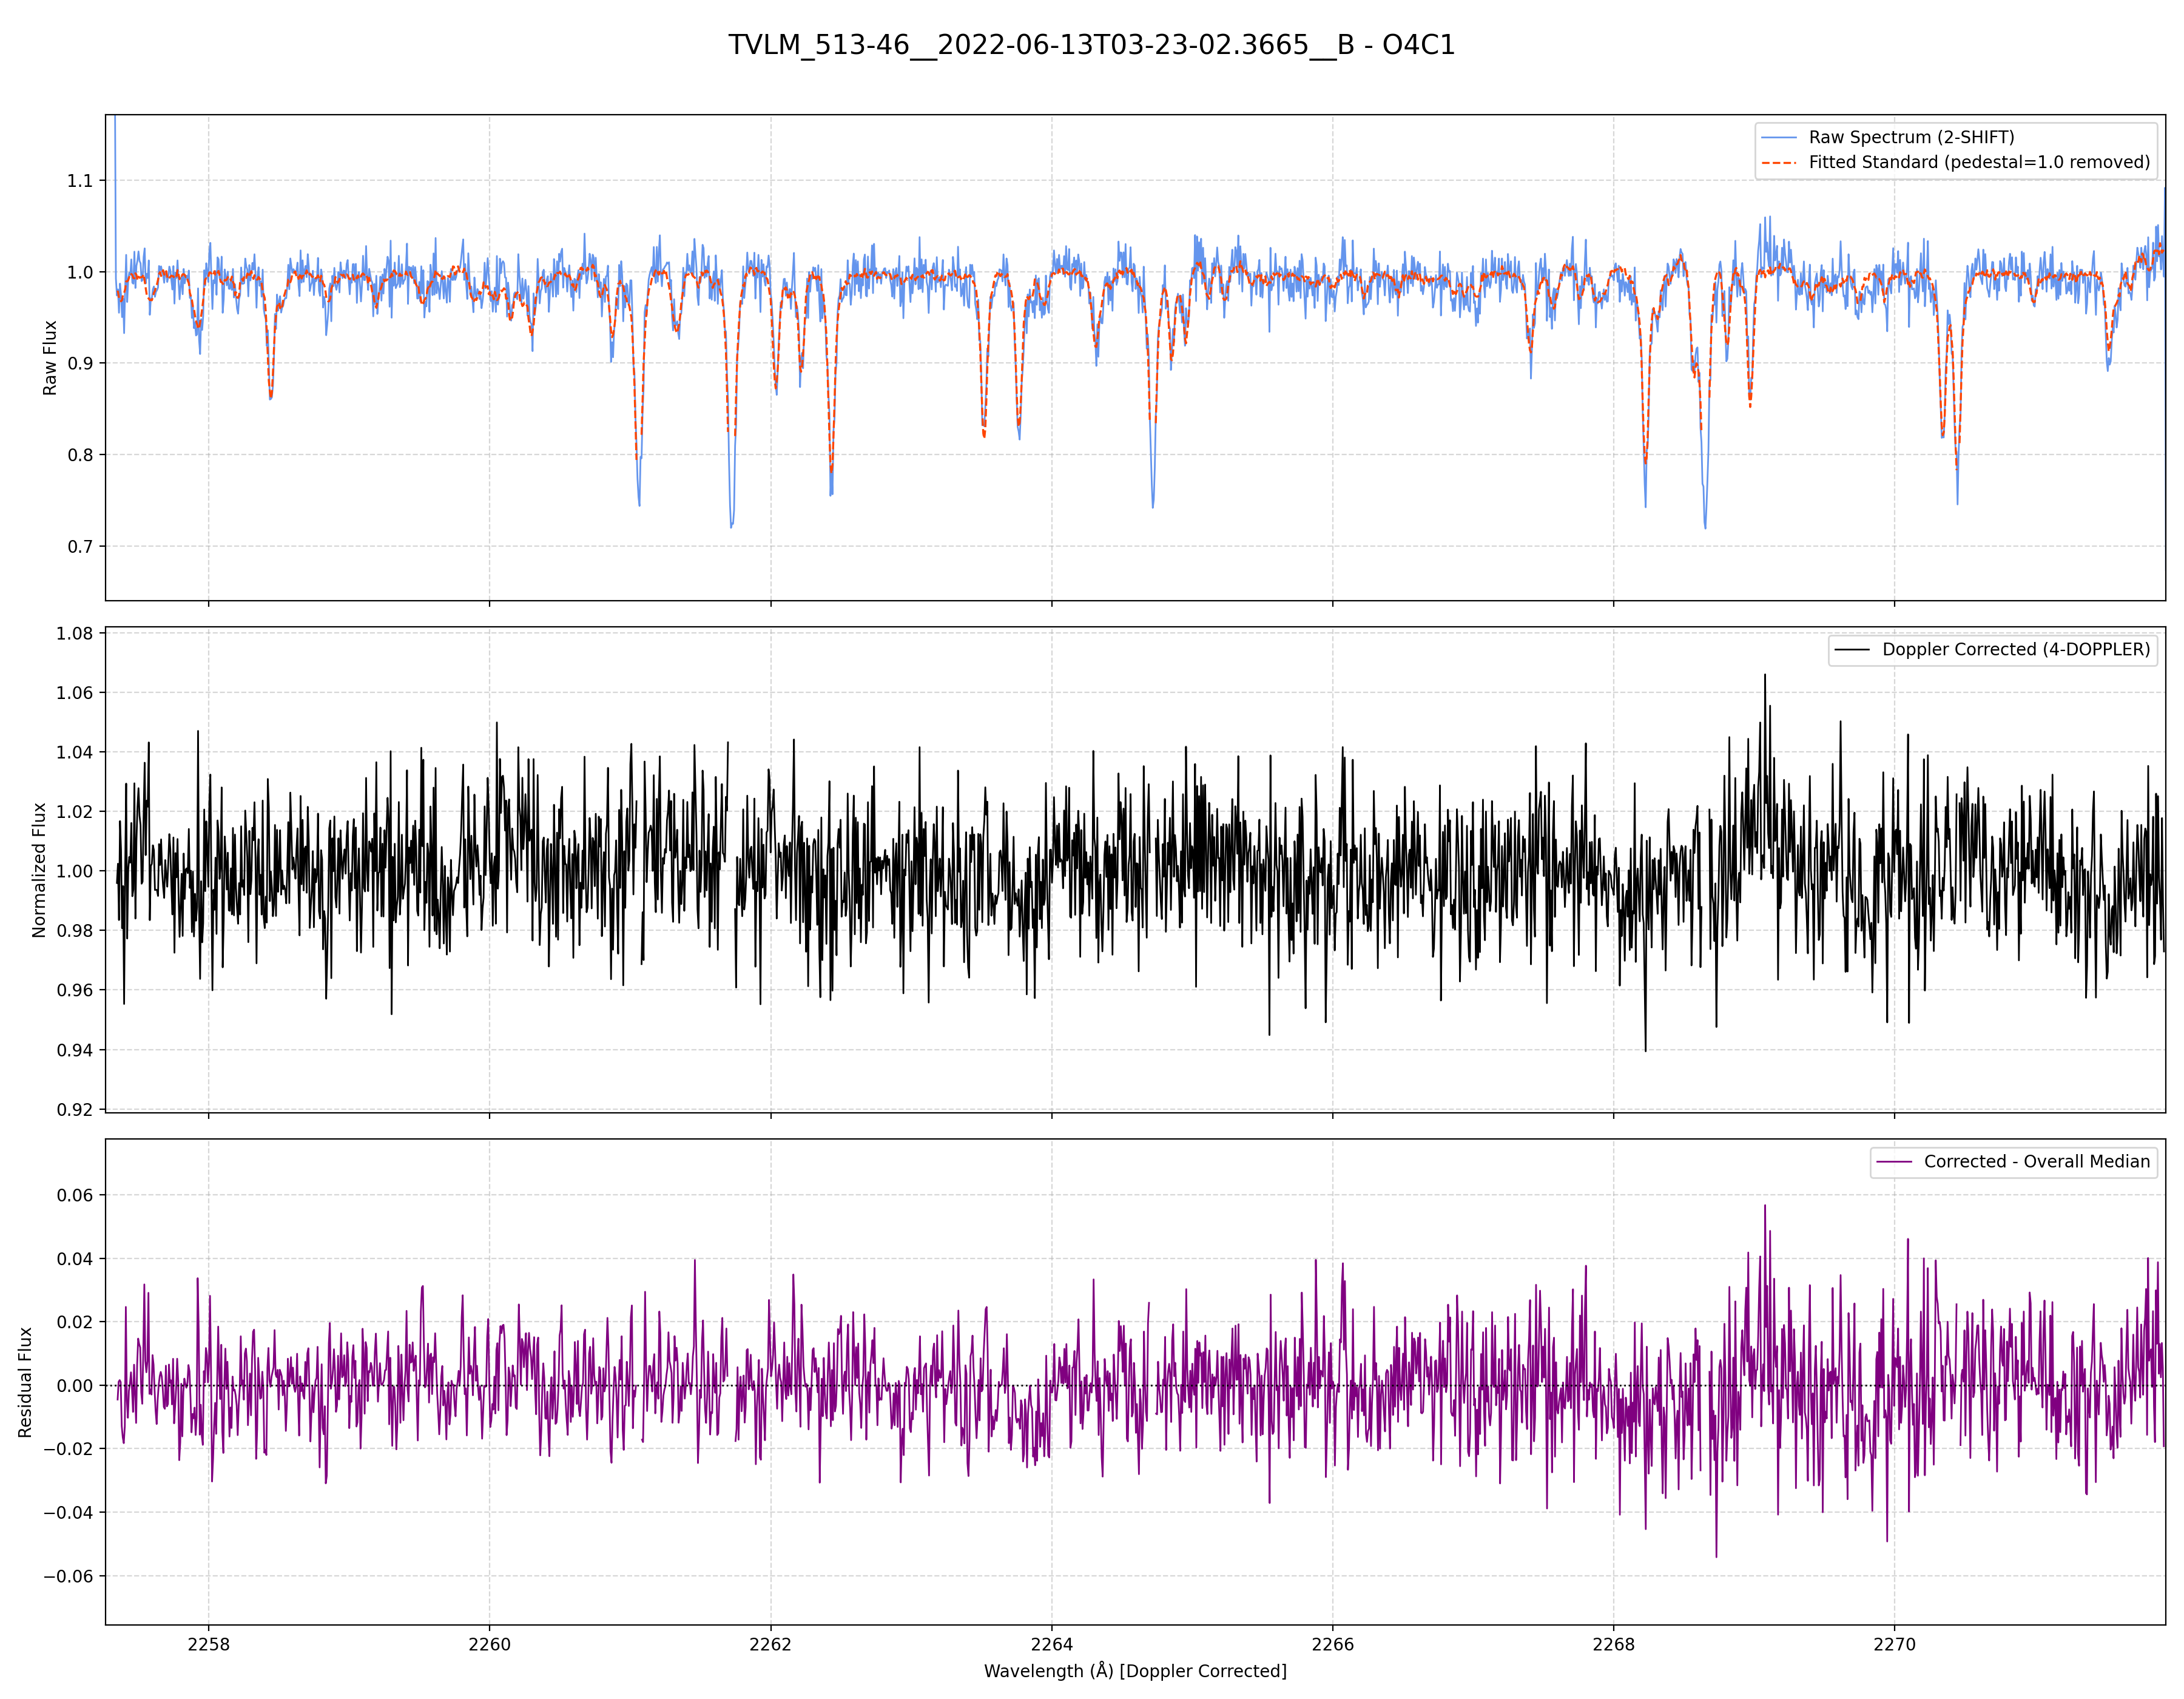 TVLM_513-46__2022-06-13T03-23-02.3665__B - O4C1
Raw Spectrum (2-SHIFT)
Fitted Standard (pedestal=1.0 removed)
1.1
1.0
0.9
0.8
0.7
Raw Flux
Doppler Corrected (4-DOPPLER)
1.08
1.06
1.04
1.02
1.00
0.98
0.96
0.94
0.92
Normalized Flux
Corrected - Overall Median
0.06
0.04
0.02
0.00
−0.02
−0.04
−0.06
Residual Flux
2258 2260 2262 2264 2266 2268 2270
Wavelength (Å) [Doppler Corrected]